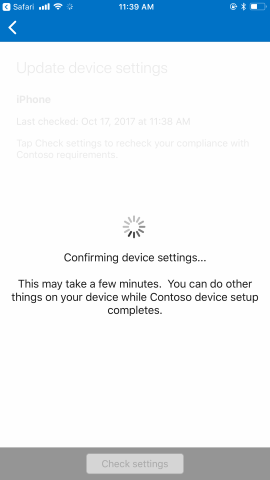 Safari 11:39 AM
Update device settings
iPhone
Last checked: Oct 17, 2017 at 11:38 AM
Tap Check settings to recheck your compliance with
Contoso requirements.
Confirming device settings...
This may take a few minutes.  You can do other
things on your device while Contoso device setup
completes.
Check settings